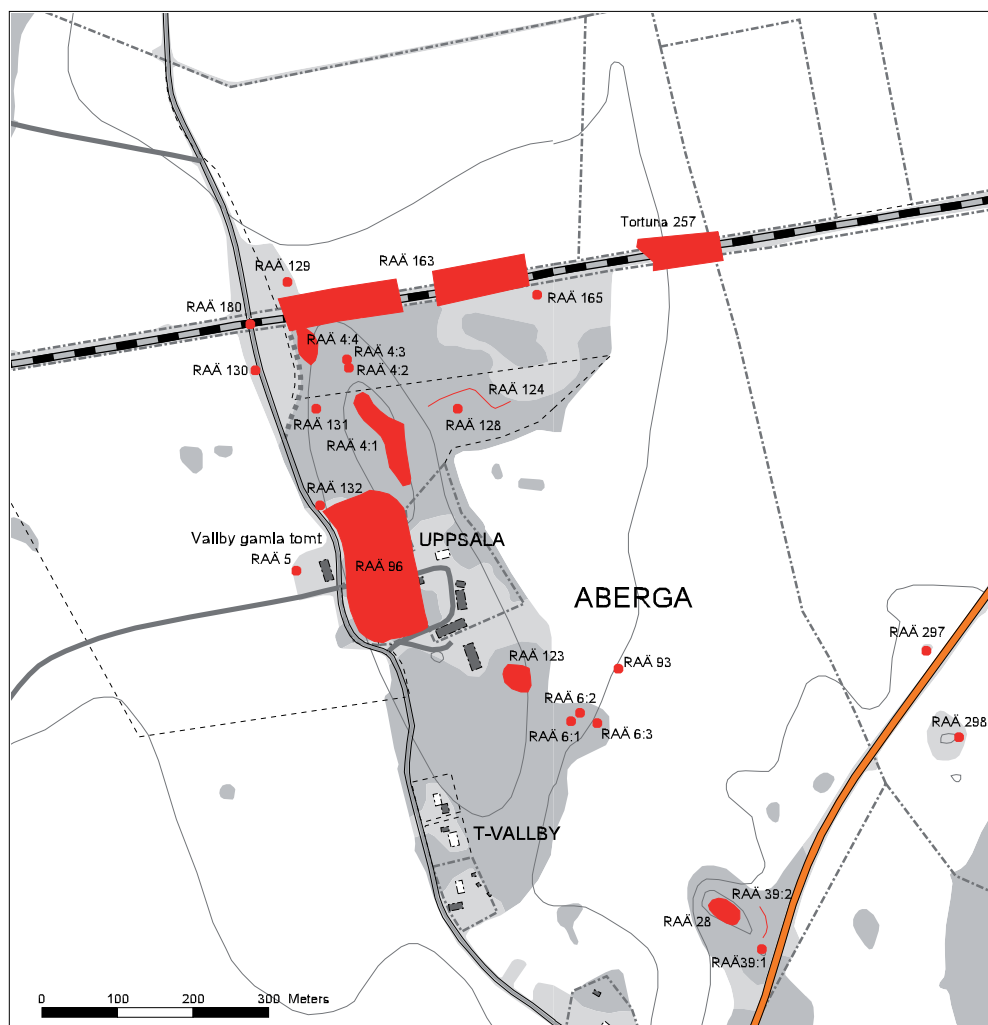 Tortuna 257
RAÄ 163
RAÄ 129
RAÄ 165
RAÄ 180
RAÄ 4:4
RAÄ 4:3
RAÄ 4:2
RAÄ 130
RAÄ 124
RAÄ 131
RAÄ 128
RAÄ 4:1
RAÄ 132
Vallby gamla tomt
UPPSALA
RAÄ 5
RAÄ 96
ABERGA
RAÄ 297
RAÄ 123
RAÄ 93
RAÄ 6:2
RAÄ 298
RAÄ 6:1
RAÄ 6:3
T-VALLBY
RAÄ 39:2
RAÄ 28
RAÄ39:1
0 100 200 300 Meters